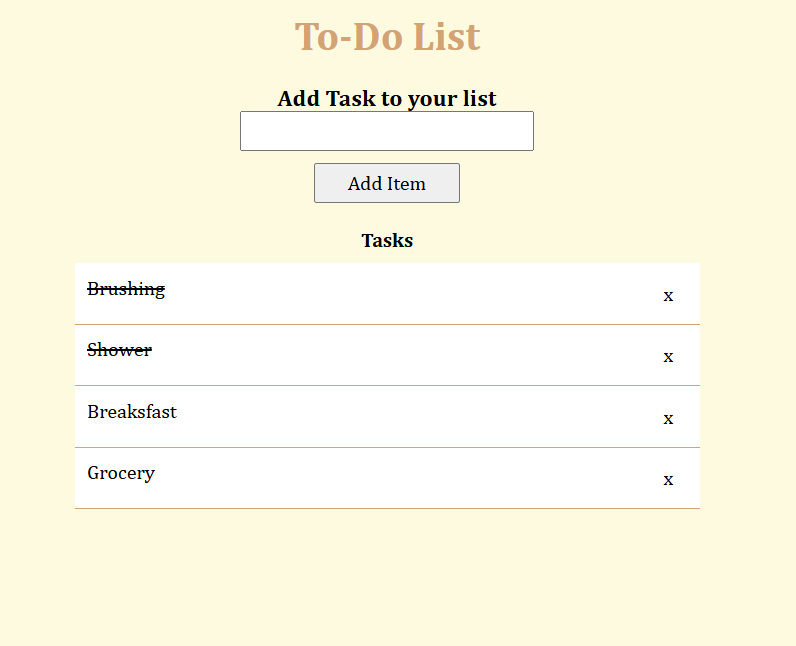 To-Do List
Add Task to your list
Add Item
Tasks
Brushing x
Shower x
Breaksfast x
Grocery x